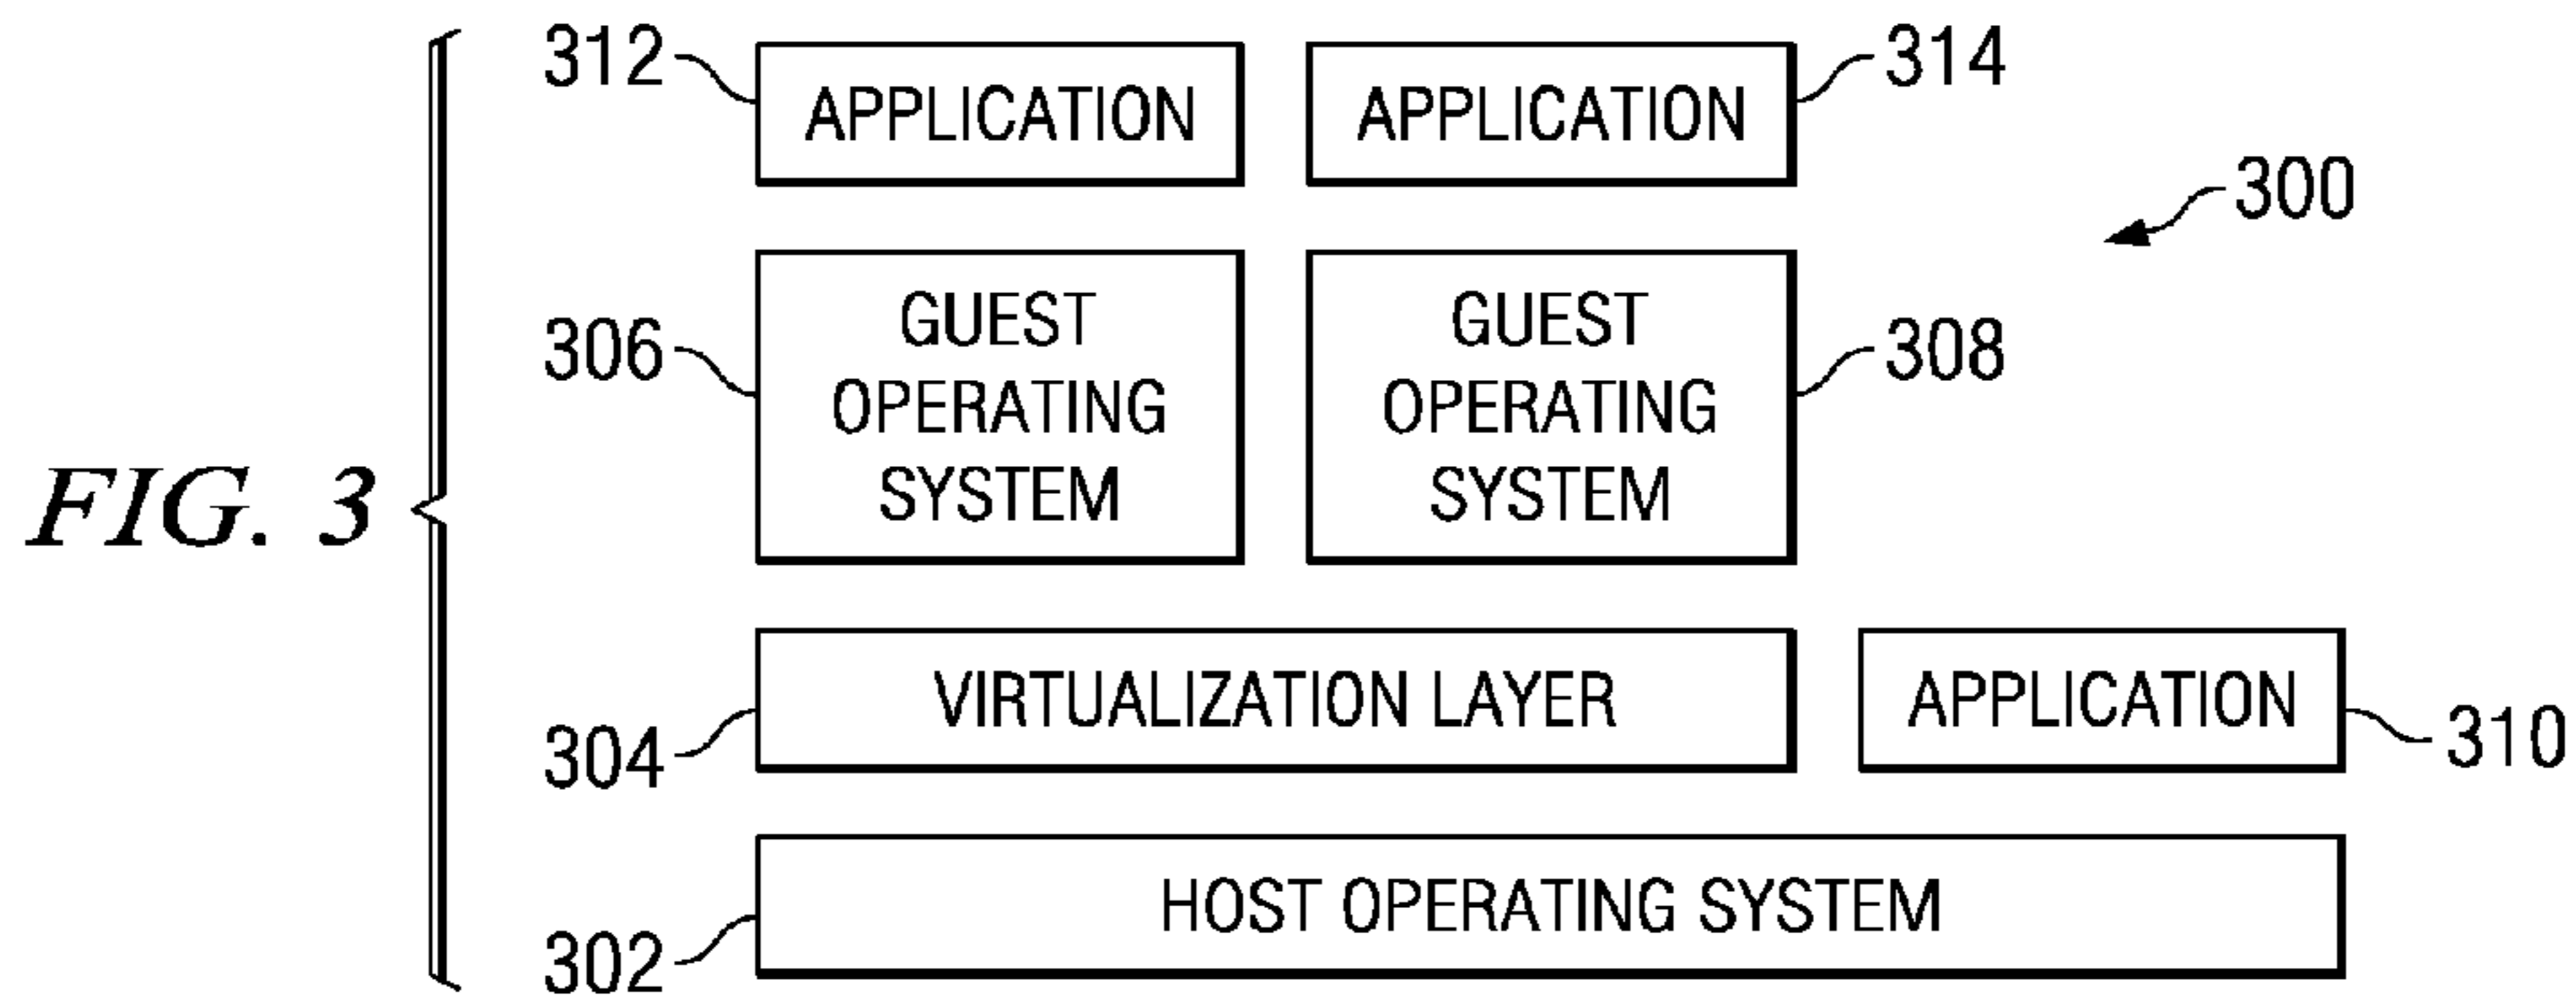 312
APPLICATION
APPLICATION
314
300
306
GUEST
OPERATING
SYSTEM
GUEST
OPERATING
SYSTEM
308
FIG. 3
304
VIRTUALIZATION LAYER
APPLICATION
310
302
HOST OPERATING SYSTEM